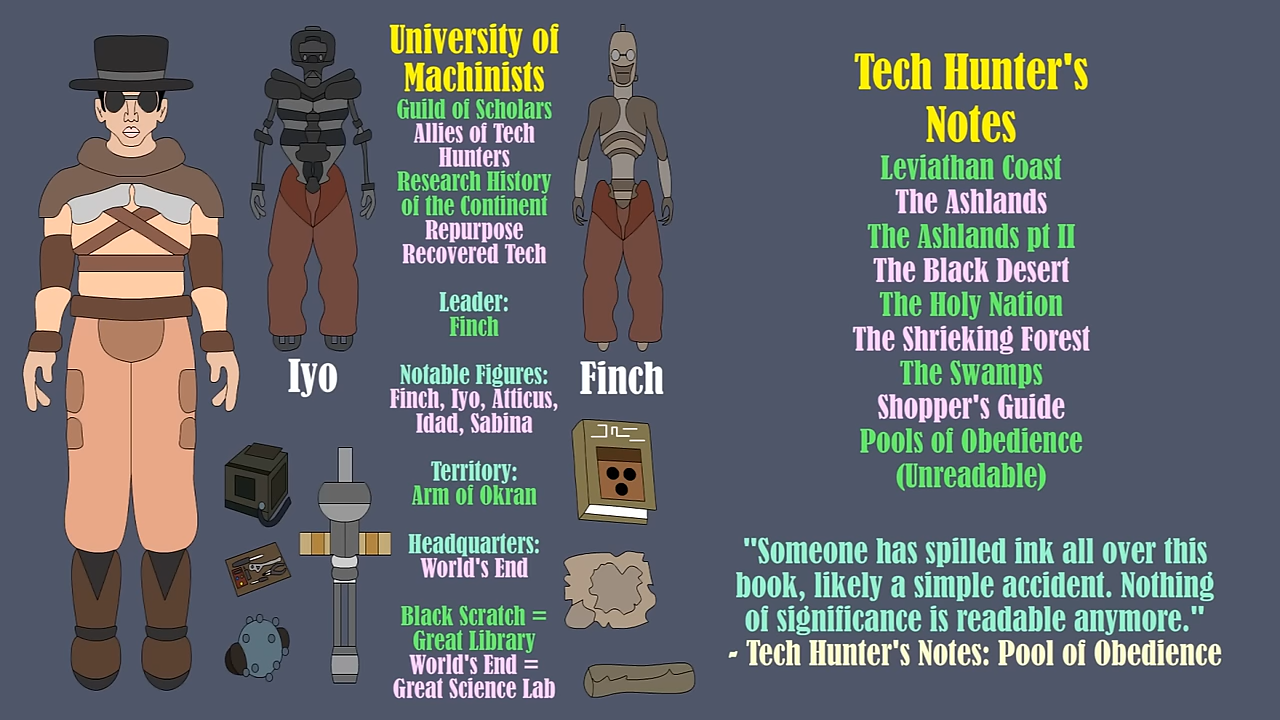 University of
Machinists
Guild of Scholars
Allies of Tech
Hunters
Research History
of the Continent
Repurpose
Recovered Tech
Leader:
Finch
Notable Figures:
Finch, Iyo, Atticus,
Idad, Sabina
Territory:
Arm of Okran
Headquarters:
World's End
Black Scratch =
Great Library
World's End =
Great Science Lab
Iyo
Finch
Tech Hunter's
Notes
Leviathan Coast
The Ashlands
The Ashlands pt II
The Black Desert
The Holy Nation
The Shrieking Forest
The Swamps
Shopper's Guide
Pools of Obedience
(Unreadable)
"Someone has spilled ink all over this
book, likely a simple accident. Nothing
of significance is readable anymore."
- Tech Hunter's Notes: Pool of Obedience